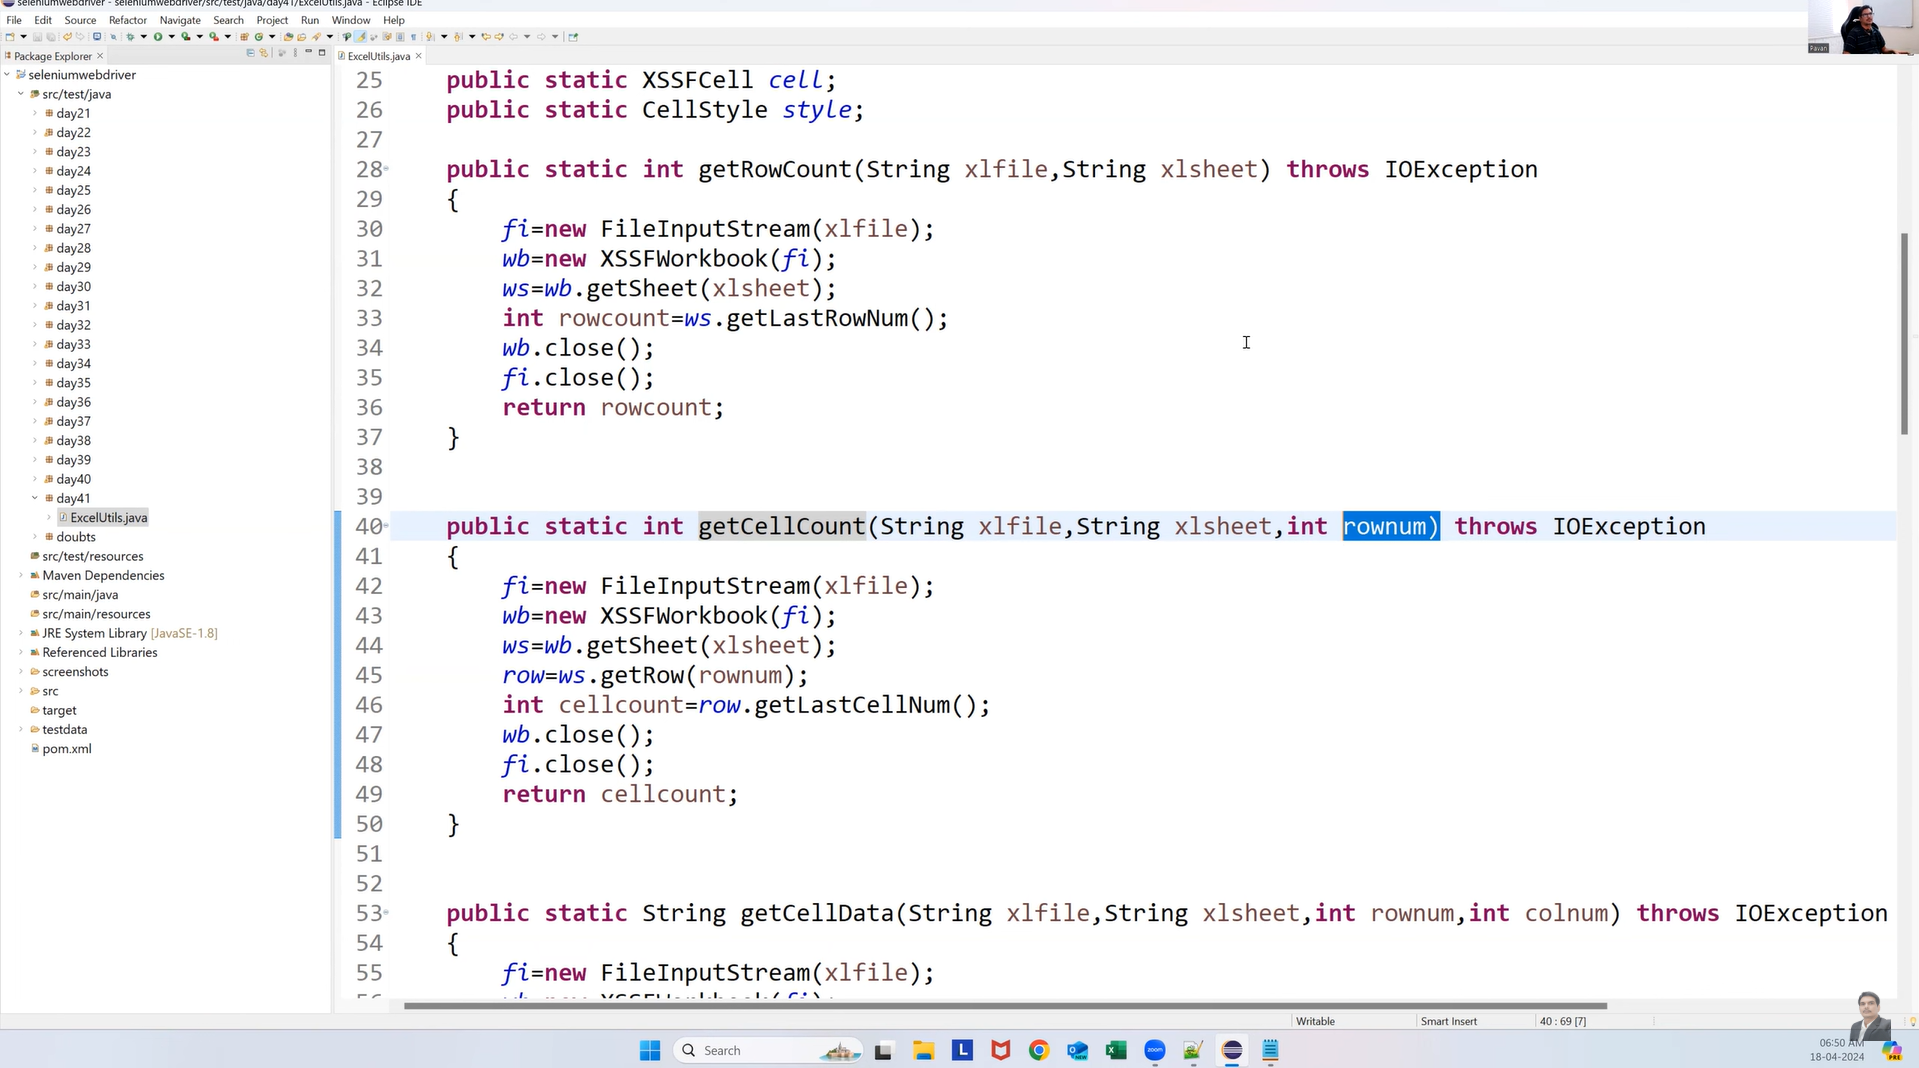 seleniumwebdriver - seleniumwebdriver/src/test/java/day41/ExcelUtils.java - Eclipse IDE
File Edit Source Refactor Navigate Search Project Run Window Help
Package Explorer
ExcelUtils.java
seleniumwebdriver
src/test/java
day21
day22
day23
day24
day25
day26
day27
day28
day29
day30
day31
day32
day33
day34
day35
day36
day37
day38
day39
day40
day41
ExcelUtils.java
doubts
src/test/resources
Maven Dependencies
src/main/java
src/main/resources
JRE System Library [JavaSE-1.8]
Referenced Libraries
screenshots
src
target
testdata
pom.xml
25 public static XSSFCell cell;
26 public static CellStyle style;
27
28 public static int getRowCount(String xlfile,String xlsheet) throws IOException
29 {
30 fi=new FileInputStream(xlfile);
31 wb=new XSSFWorkbook(fi);
32 ws=wb.getSheet(xlsheet);
33 int rowcount=ws.getLastRowNum();
34 wb.close();
35 fi.close();
36 return rowcount;
37 }
38
39
40 public static int getCellCount(String xlfile,String xlsheet,int rownum) throws IOException
41 {
42 fi=new FileInputStream(xlfile);
43 wb=new XSSFWorkbook(fi);
44 ws=wb.getSheet(xlsheet);
45 row=ws.getRow(rownum);
46 int cellcount=row.getLastCellNum();
47 wb.close();
48 fi.close();
49 return cellcount;
50 }
51
52
53 public static String getCellData(String xlfile,String xlsheet,int rownum,int colnum) throws IOException
54 {
55 fi=new FileInputStream(xlfile);
Pavan
Writable Smart Insert 40 : 69 [7]
Search
L
zoom
06:50 AM
18-04-2024
PRE